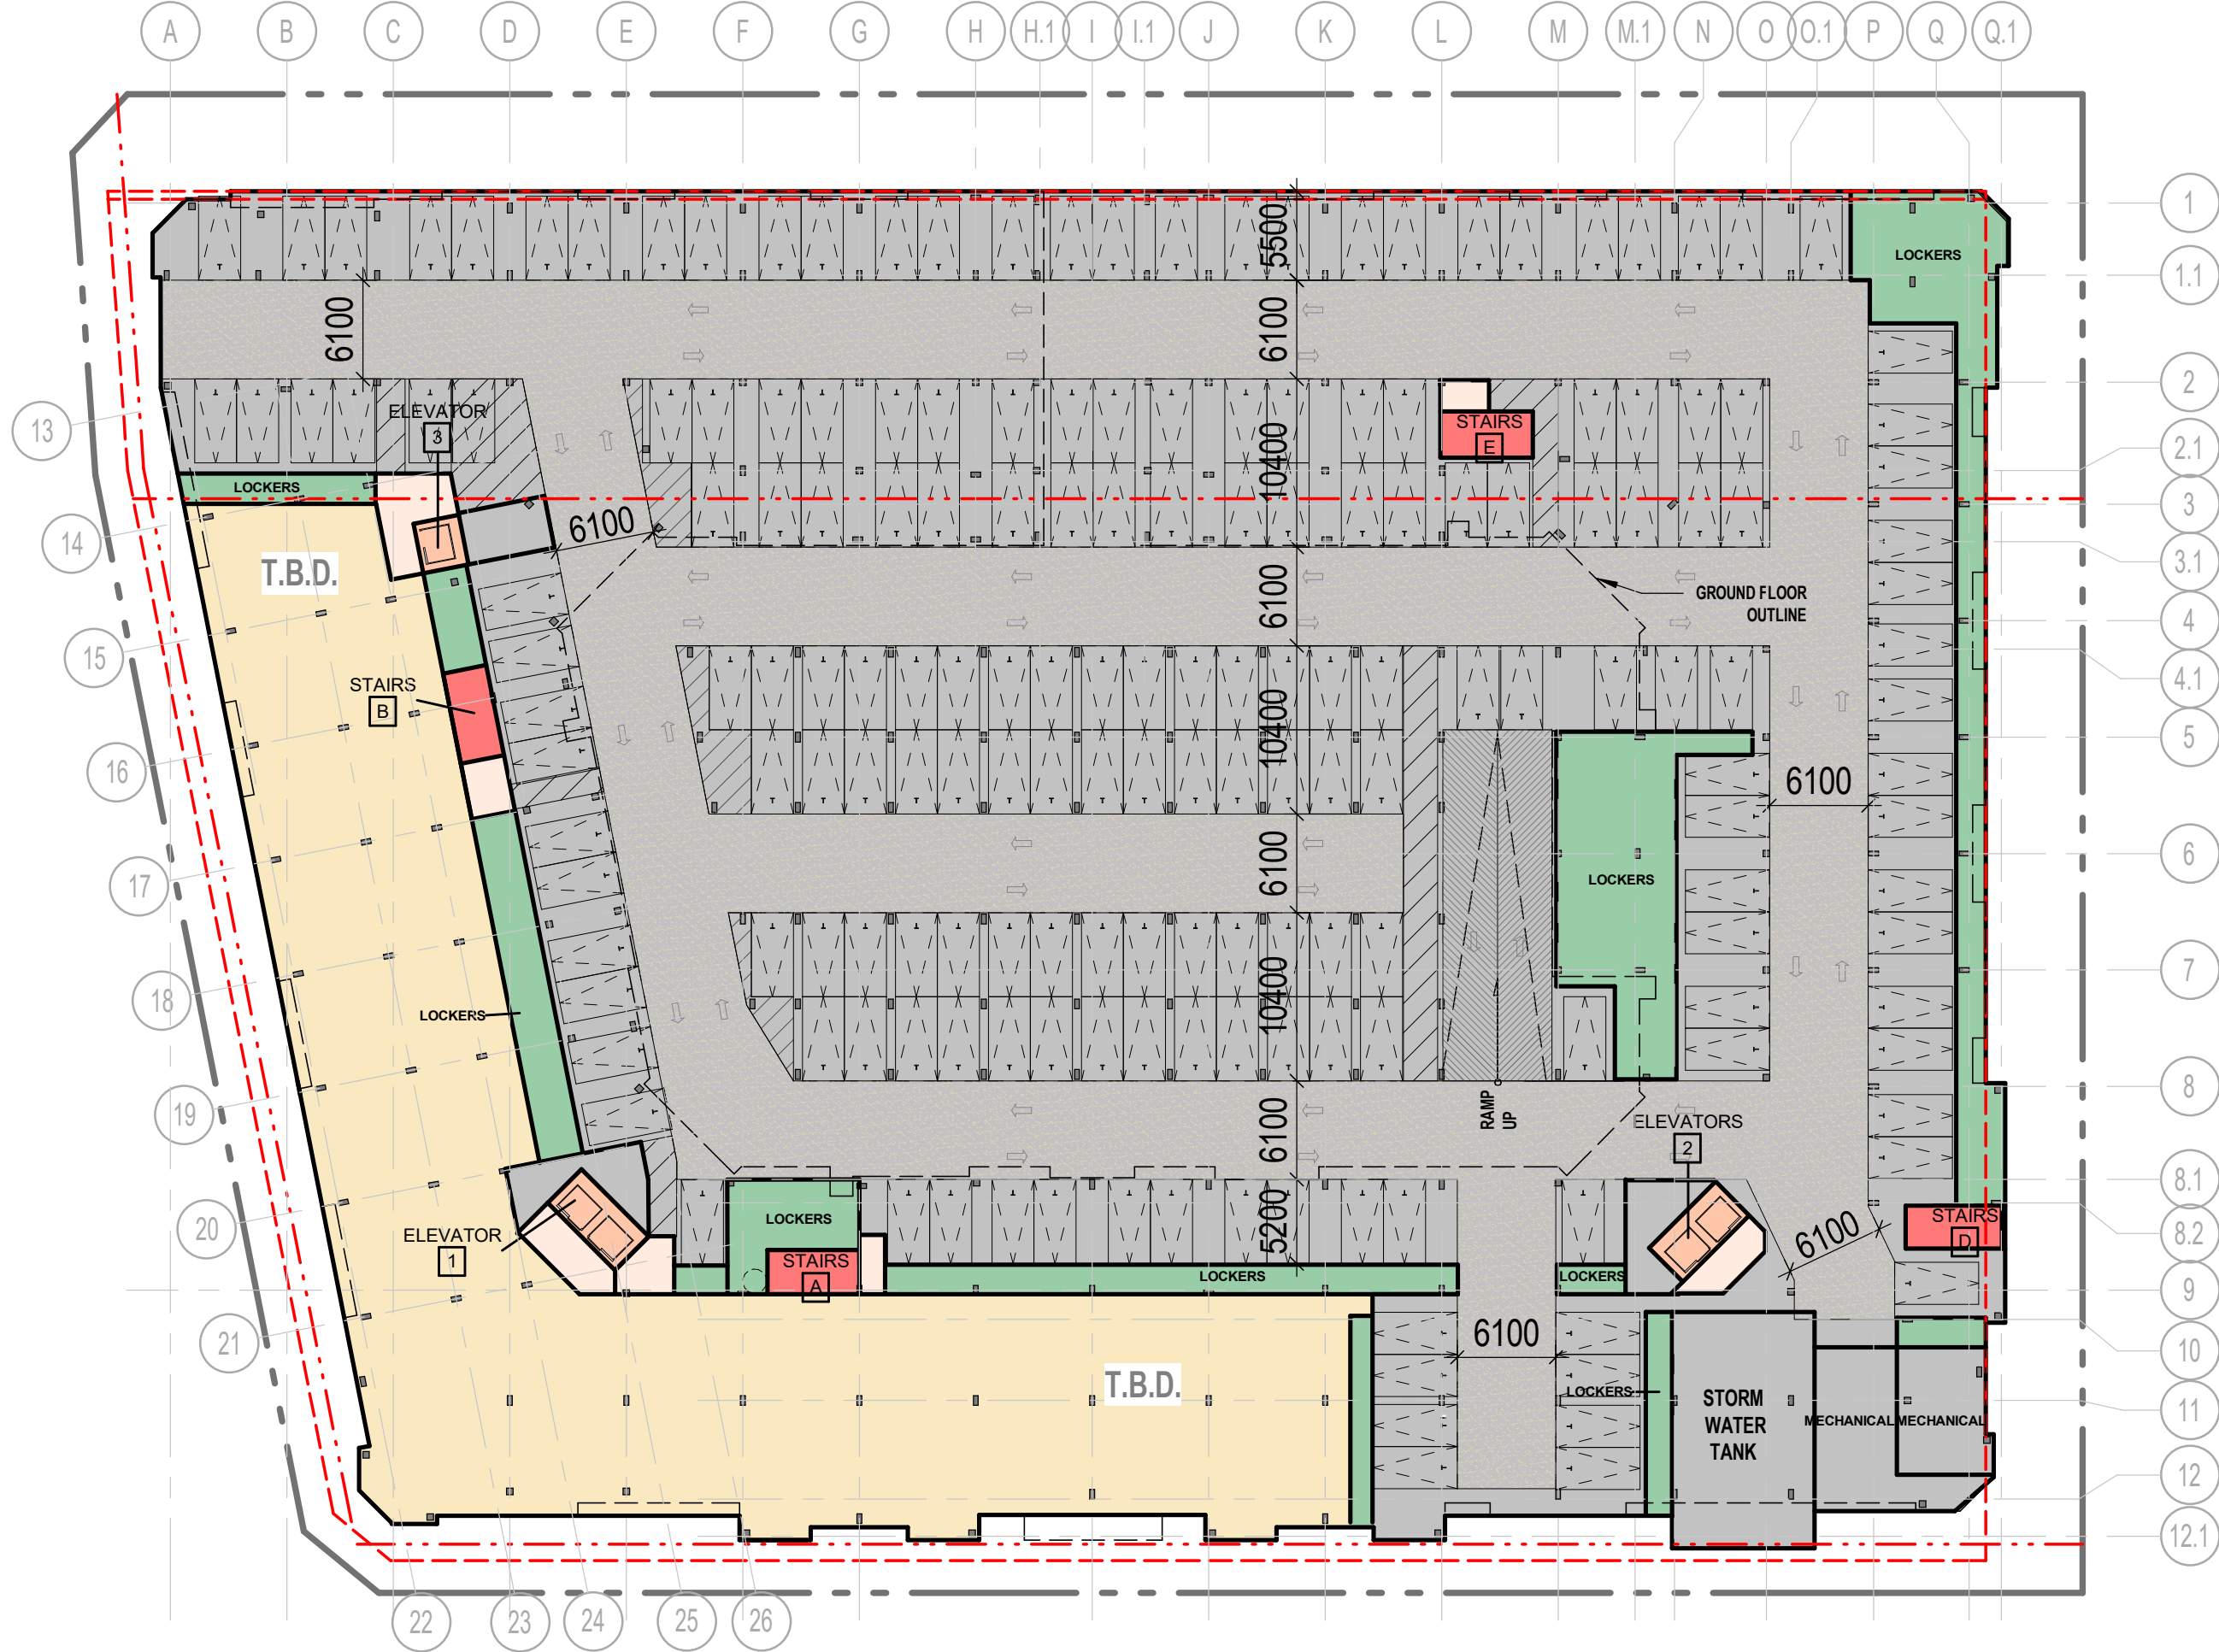 A B C D E F G H H.1 I I.1 J K L M M.1 N O O.1 P Q Q.1
1
LOCKERS
1.1
5500
6100
6100
2
ELEVATOR
3
13
STAIRS
E
2.1
10400
LOCKERS
3
6100
14
T.B.D.
3.1
6100
GROUND FLOOR
OUTLINE
4
15
STAIRS
B
4.1
10400
5
16
6100
6100
6
LOCKERS
17
7
18
LOCKERS
10400
8
19
RAMP
UP
6100
ELEVATORS
2
8.1
5200
LOCKERS
20
ELEVATOR
1
STAIRS
A
LOCKERS
LOCKERS
6100
STAIRS
D
8.2
9
21
6100
10
T.B.D.
LOCKERS
STORM
WATER
TANK
MECHANICAL
MECHANICAL
11
12
12.1
22 23 24 25 26